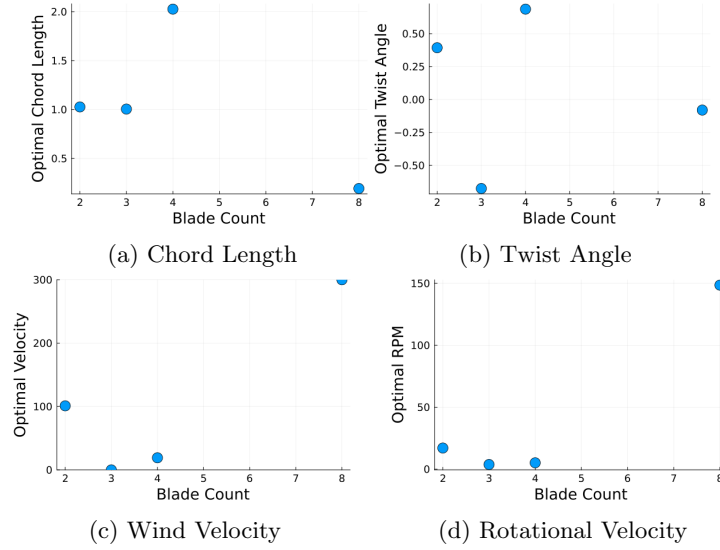 2.0
1.5
1.0
0.5
Optimal Chord Length
2 3 4 5 6 7 8
Blade Count
(a) Chord Length
0.50
0.25
0.00
−0.25
−0.50
Optimal Twist Angle
2 3 4 5 6 7 8
Blade Count
(b) Twist Angle
300
200
100
0
Optimal Velocity
2 3 4 5 6 7 8
Blade Count
(c) Wind Velocity
150
100
50
0
Optimal RPM
2 3 4 5 6 7 8
Blade Count
(d) Rotational Velocity